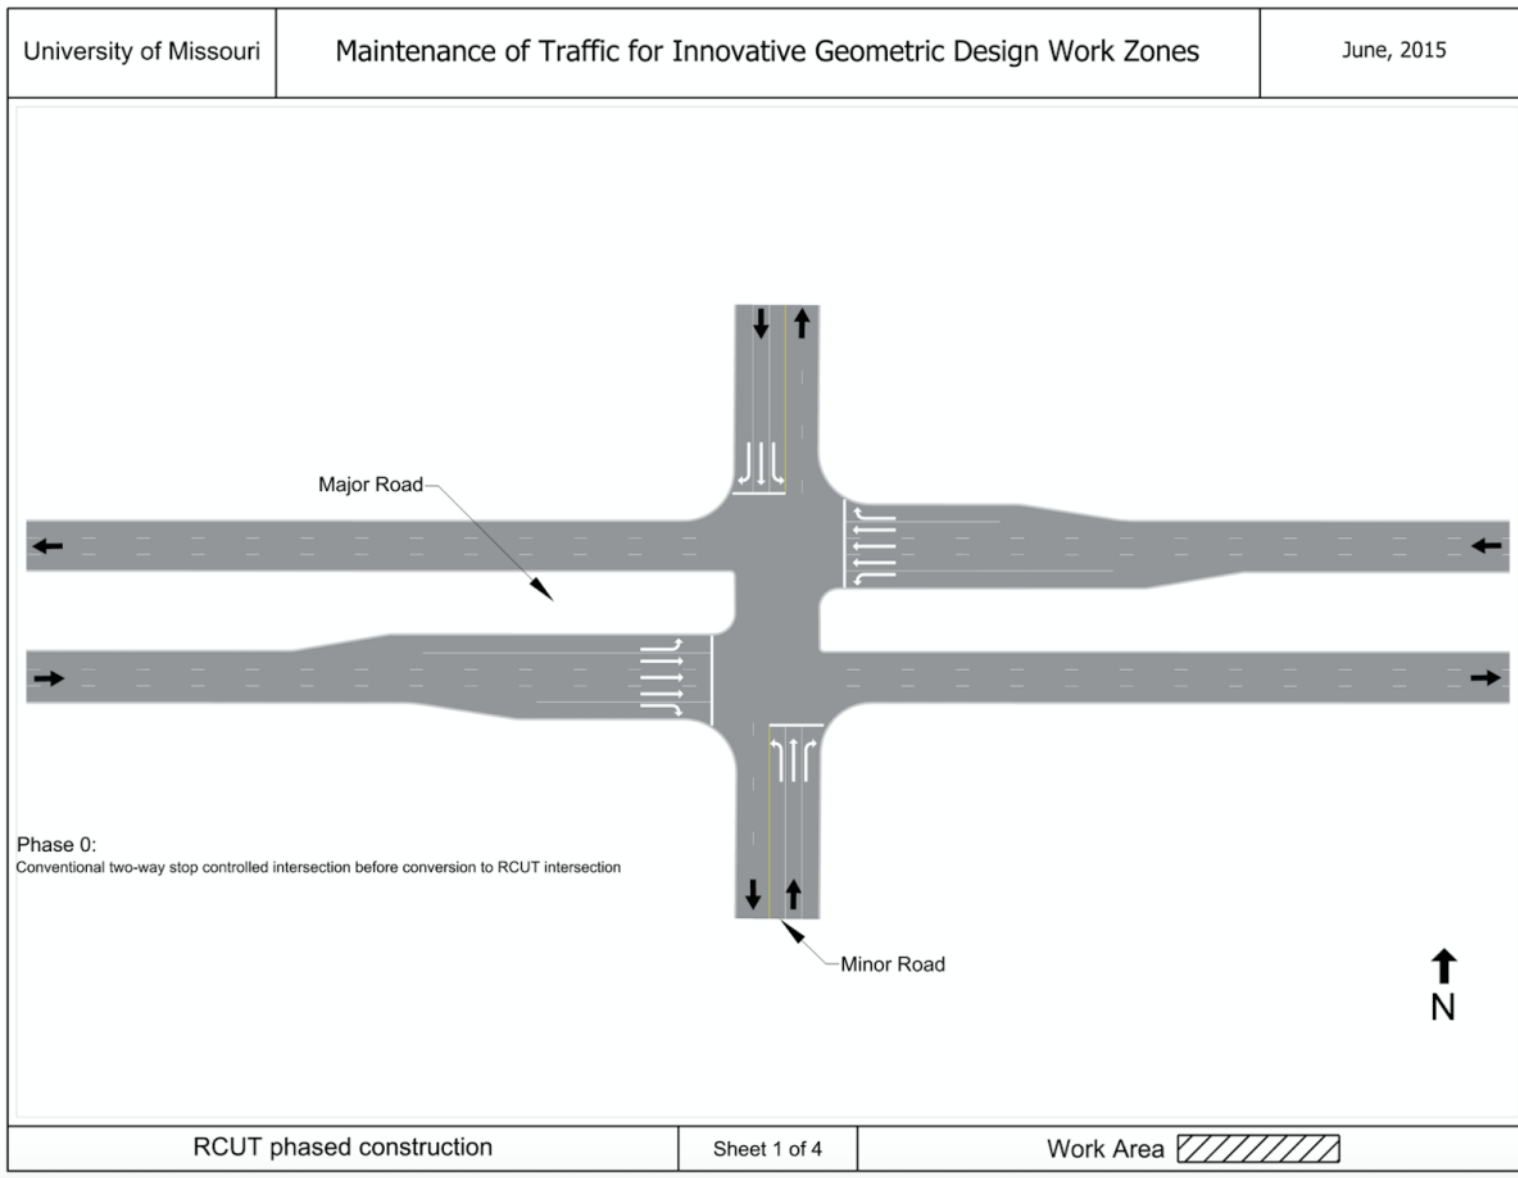 University of Missouri
Maintenance of Traffic for Innovative Geometric Design Work Zones
June, 2015
Major Road
Phase 0:
Conventional two-way stop controlled intersection before conversion to RCUT intersection
Minor Road
N
RCUT phased construction
Sheet 1 of 4
Work Area